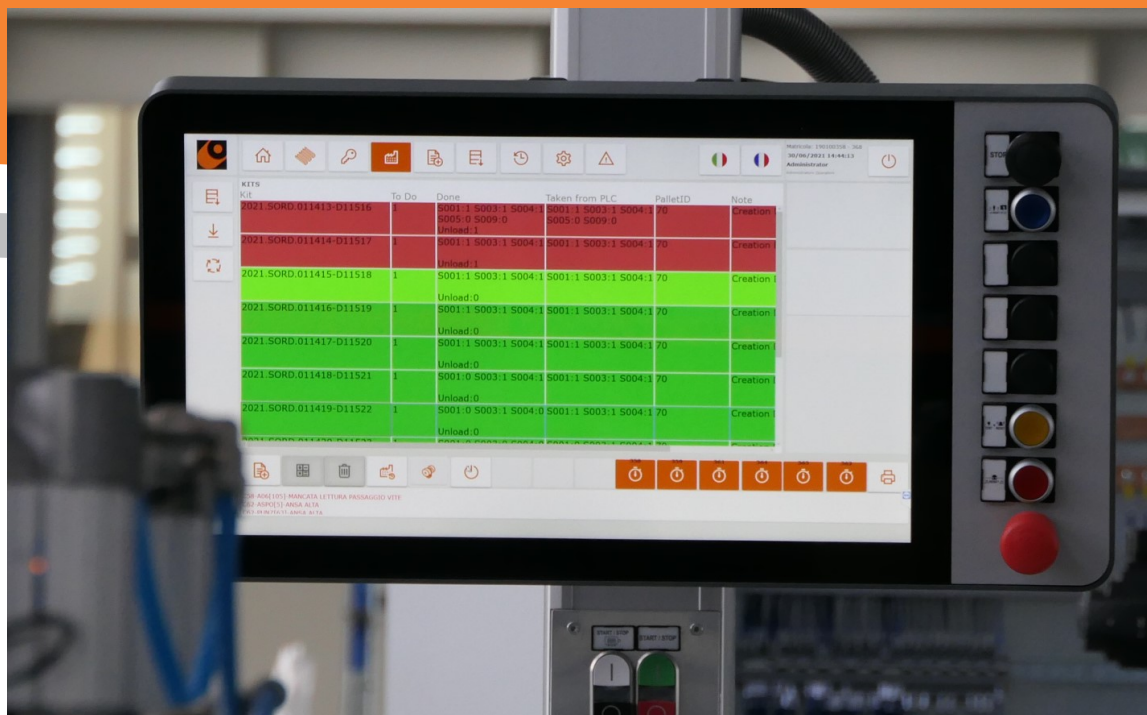 30/06/2021 14:44:13
Administrator
KITS
Kit To Do Done Taken from PLC PalletID Note
2021.SORD.011413-D11516 1 S001:1 S003:1 S004:1 S001:1 S003:1 S004:1 70 Creation
S005:0 S009:0 S005:0 S009:0
Unload:1
2021.SORD.011414-D11517 1 S001:1 S003:1 S004:1 S001:1 S003:1 S004:1 70 Creation
Unload:1
2021.SORD.011415-D11518 1 S001:1 S003:1 S004:1 S001:1 S003:1 S004:1 70 Creation
Unload:0
2021.SORD.011416-D11519 1 S001:1 S003:1 S004:1 S001:1 S003:1 S004:1 70 Creation
Unload:0
2021.SORD.011417-D11520 1 S001:1 S003:1 S004:1 S001:1 S003:1 S004:1 70 Creation
Unload:0
2021.SORD.011418-D11521 1 S001:0 S003:1 S004:1 S001:1 S003:1 S004:1 70 Creation
Unload:0
2021.SORD.011419-D11522 1 S001:0 S003:1 S004:0 S001:1 S003:1 S004:1 70 Creation
Unload:0
MANCATA LETTURA PASSAGGIO VITE
ANSA ALTA
ANSA ALTA
STOP
START / STOP START / STOP